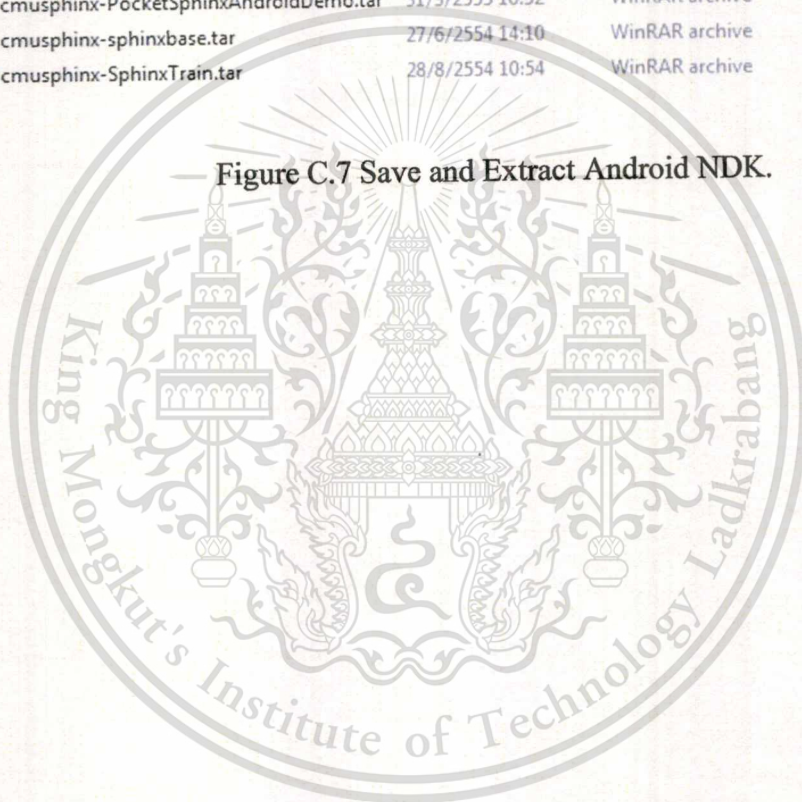 cmusphinx-PocketSphinxAndroidDemo.tar
cmusphinx-sphinxbase.tar 27/6/2554 14:10 WinRAR archive
cmusphinx-SphinxTrain.tar 28/8/2554 10:54 WinRAR archive
Figure C.7 Save and Extract Android NDK.
King Mongkut's Institute of Technology Ladkrabang